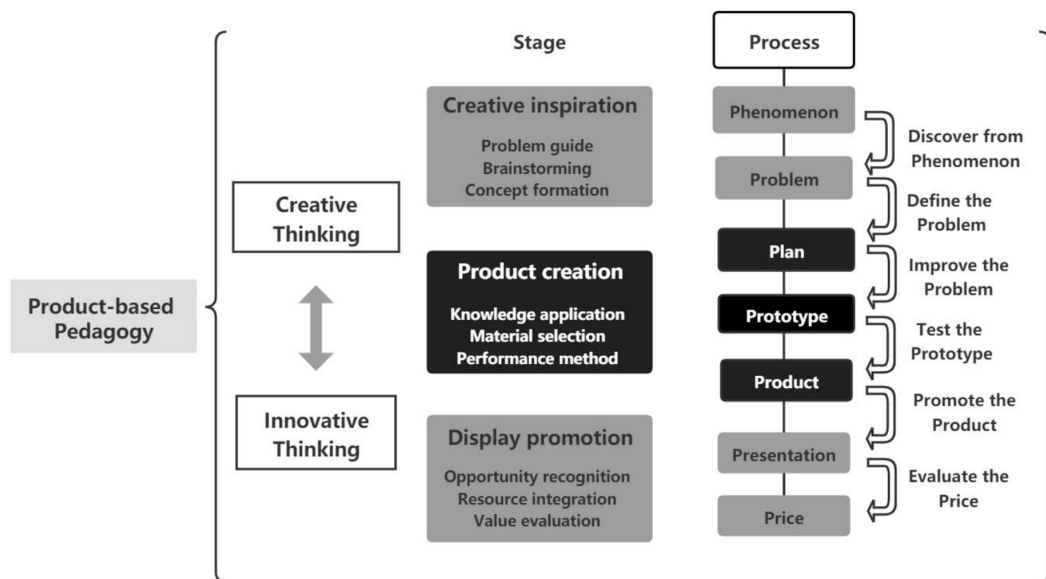 Product-based
Pedagogy
Creative
Thinking
Innovative
Thinking
Stage
Creative inspiration
Problem guide
Brainstorming
Concept formation
Product creation
Knowledge application
Material selection
Performance method
Display promotion
Opportunity recognition
Resource integration
Value evaluation
Process
Phenomenon
Problem
Plan
Prototype
Product
Presentation
Price
Discover from
Phenomenon
Define the
Problem
Improve the
Problem
Test the
Prototype
Promote the
Product
Evaluate the
Price